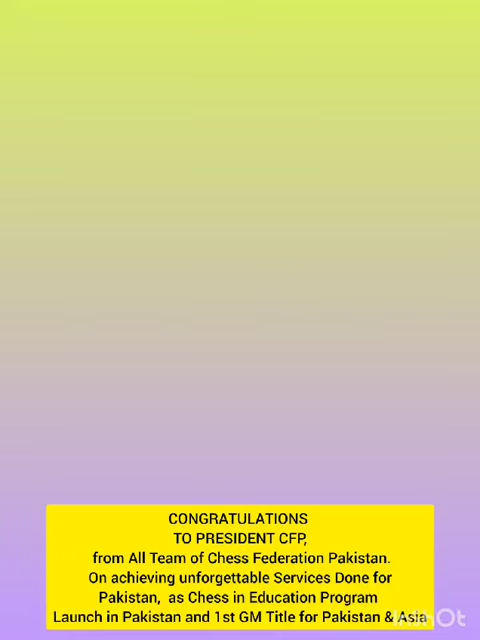 CONGRATULATIONS
TO PRESIDENT CFP,
from All Team of Chess Federation Pakistan.
On achieving unforgettable Services Done for
Pakistan, as Chess in Education Program
Launch in Pakistan and 1st GM Title for Pakistan & Asia
InShOt